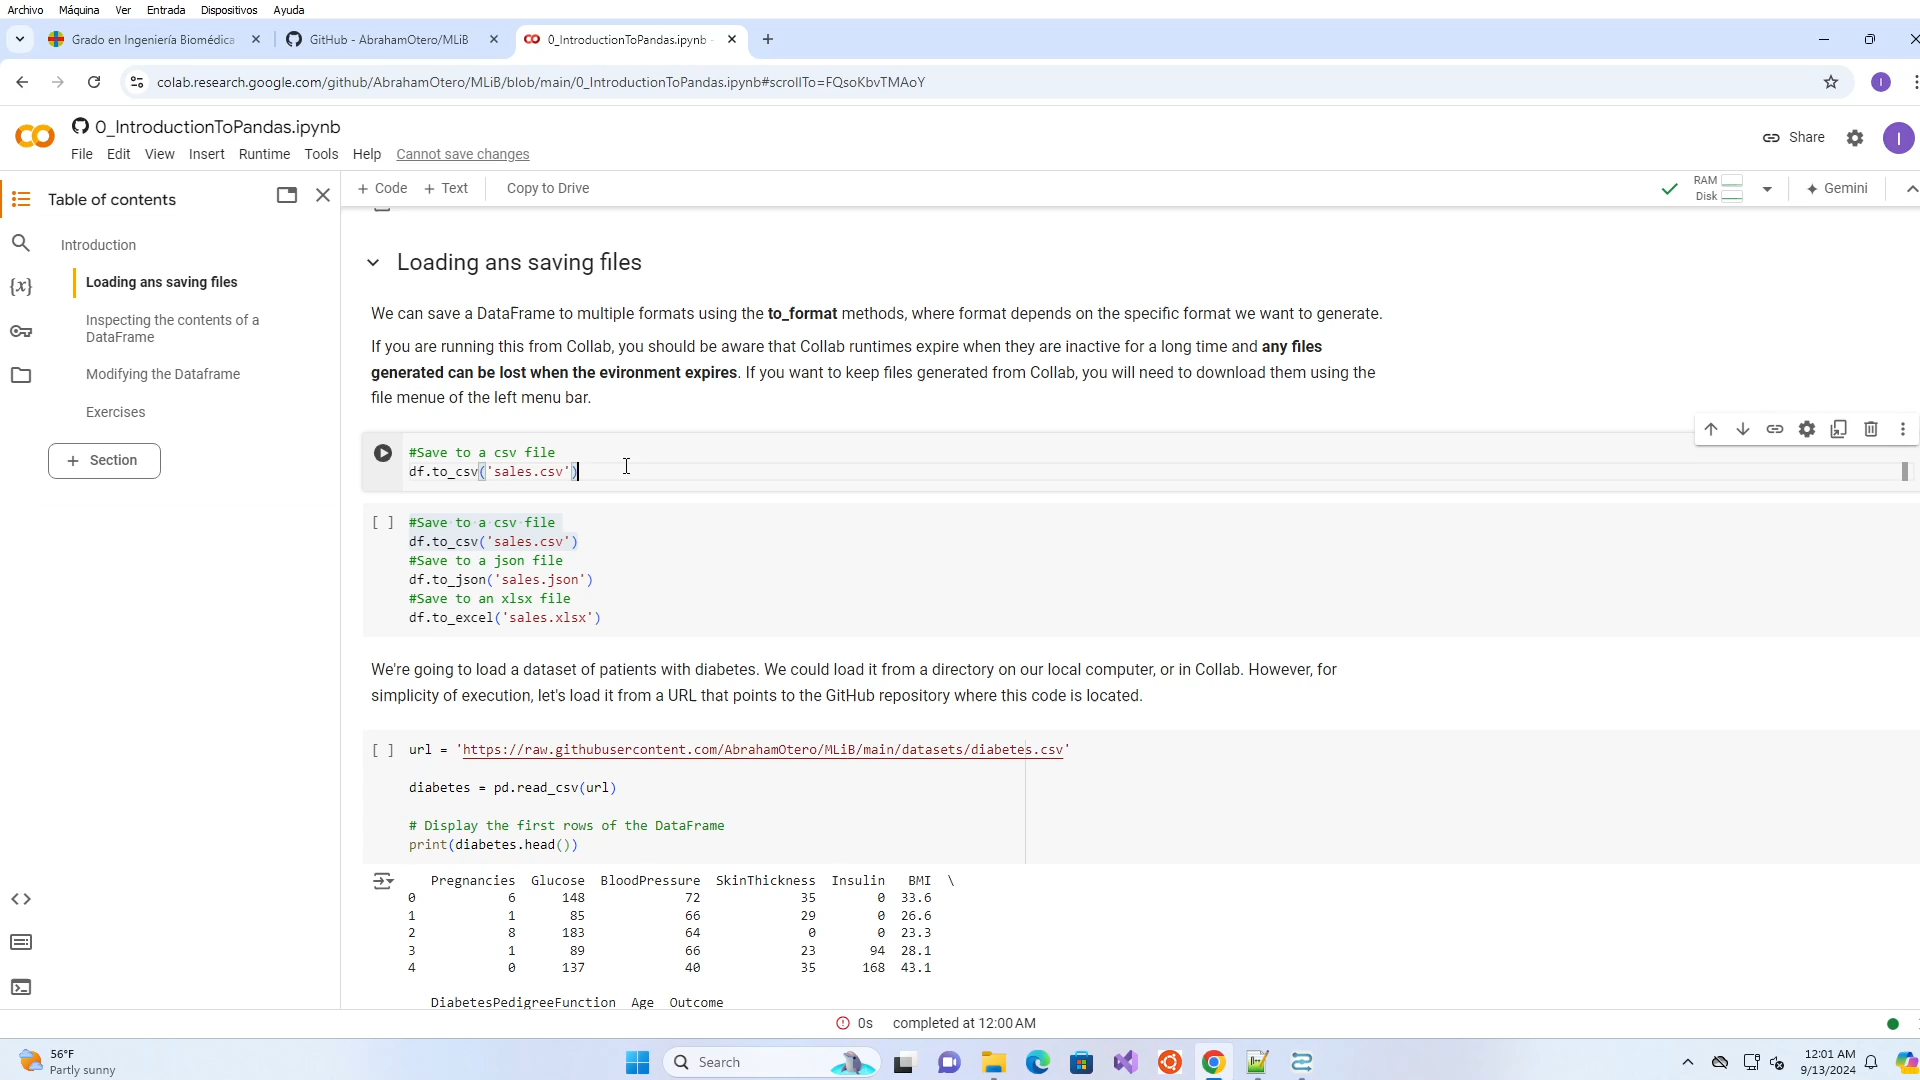 Archivo Máquina Ver Entrada Dispositivos Ayuda
Grado en Ingeniería Biomédica
GitHub - AbrahamOtero/MLiB
0_IntroductionToPandas.ipynb -
colab.research.google.com/github/AbrahamOtero/MLiB/blob/main/0_IntroductionToPandas.ipynb#scrollTo=FQsoKbvTMAoY
I
0_IntroductionToPandas.ipynb
File Edit View Insert Runtime Tools Help Cannot save changes
Share
I
Table of contents
+ Code + Text Copy to Drive
RAM
Disk
Gemini
Introduction
Loading ans saving files
Inspecting the contents of a
DataFrame
Modifying the Dataframe
Exercises
+ Section
Loading ans saving files
We can save a DataFrame to multiple formats using the to_format methods, where format depends on the specific format we want to generate.
If you are running this from Collab, you should be aware that Collab runtimes expire when they are inactive for a long time and any files
generated can be lost when the evironment expires. If you want to keep files generated from Collab, you will need to download them using the
file menue of the left menu bar.
#Save to a csv file
df.to_csv('sales.csv')
[ ] #Save to a csv file
df.to_csv('sales.csv')
#Save to a json file
df.to_json('sales.json')
#Save to an xlsx file
df.to_excel('sales.xlsx')
We're going to load a dataset of patients with diabetes. We could load it from a directory on our local computer, or in Collab. However, for
simplicity of execution, let's load it from a URL that points to the GitHub repository where this code is located.
[ ] url = 'https://raw.githubusercontent.com/AbrahamOtero/MLiB/main/datasets/diabetes.csv'
diabetes = pd.read_csv(url)
# Display the first rows of the DataFrame
print(diabetes.head())
Pregnancies Glucose BloodPressure SkinThickness Insulin BMI \
0 6 148 72 35 0 33.6
1 1 85 66 29 0 26.6
2 8 183 64 0 0 23.3
3 1 89 66 23 94 28.1
4 0 137 40 35 168 43.1
DiabetesPedigreeFunction Age Outcome
0s completed at 12:00 AM
56°F
Partly sunny
Search
12:01 AM
9/13/2024